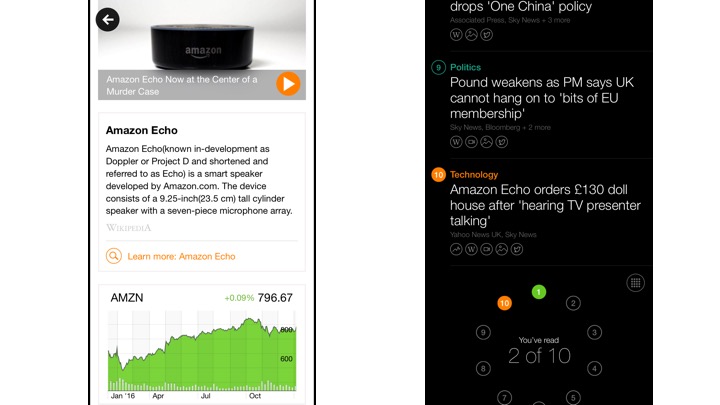 amazon
Amazon Echo Now at the Center of a
Murder Case
Amazon Echo
Amazon Echo(known in-development as
Doppler or Project D and shortened and
referred to as Echo) is a smart speaker
developed by Amazon.com. The device
consists of a 9.25-inch(23.5 cm) tall cylinder
speaker with a seven-piece microphone array.
WIKIPEDIA
Learn more: Amazon Echo
AMZN +0.09% 796.67
800
600
Jan '16 Apr Jul Oct
drops 'One China' policy
Associated Press, Sky News + 3 more
W
9 Politics
Pound weakens as PM says UK
cannot hang on to 'bits of EU
membership'
Sky News, Bloomberg + 2 more
W
10 Technology
Amazon Echo orders £130 doll
house after 'hearing TV presenter
talking'
Yahoo News UK, Sky News
W
1
10 2
9 3
You've read
2 of 10
8 4
7 5